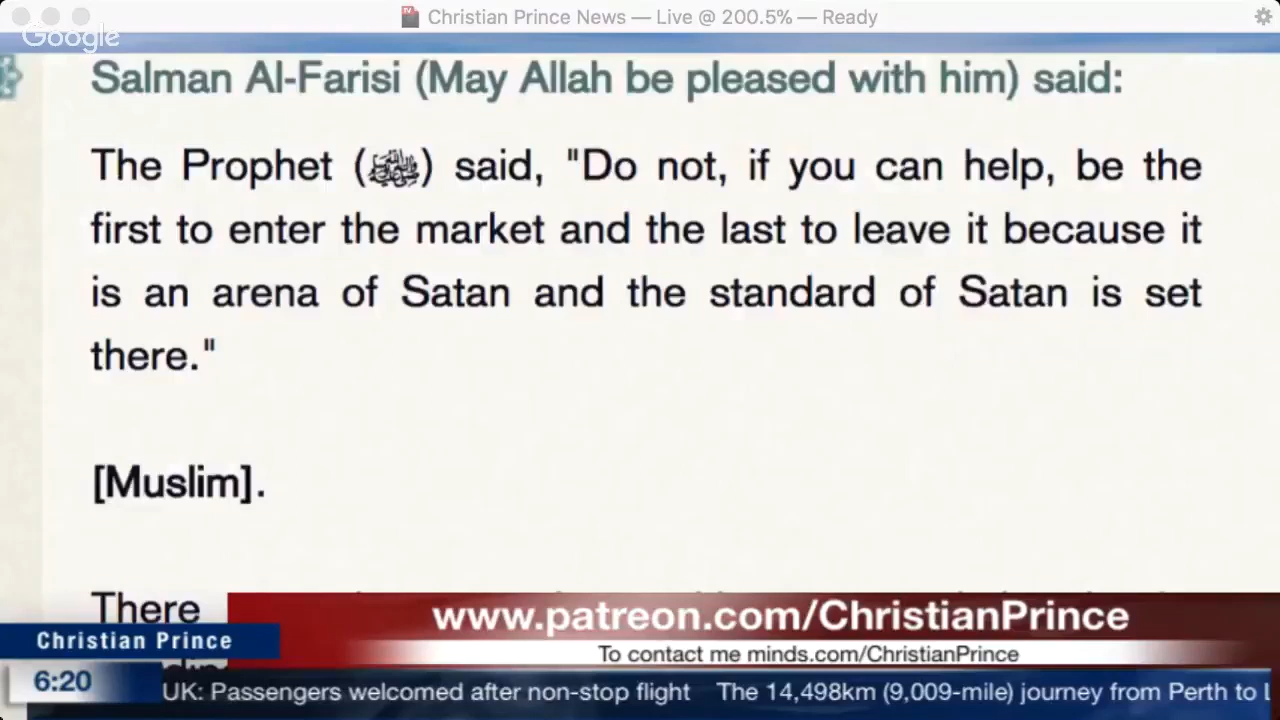 Christian Prince News — Live @ 200.5% — Ready
Google
Salman Al-Farisi (May Allah be pleased with him) said:
The Prophet (ﷺ) said, "Do not, if you can help, be the
first to enter the market and the last to leave it because it
is an arena of Satan and the standard of Satan is set
there."
[Muslim].
There
www.patreon.com/ChristianPrince
Christian Prince
To contact me minds.com/ChristianPrince
6:20
UK: Passengers welcomed after non-stop flight The 14,498km (9,009-mile) journey from Perth to